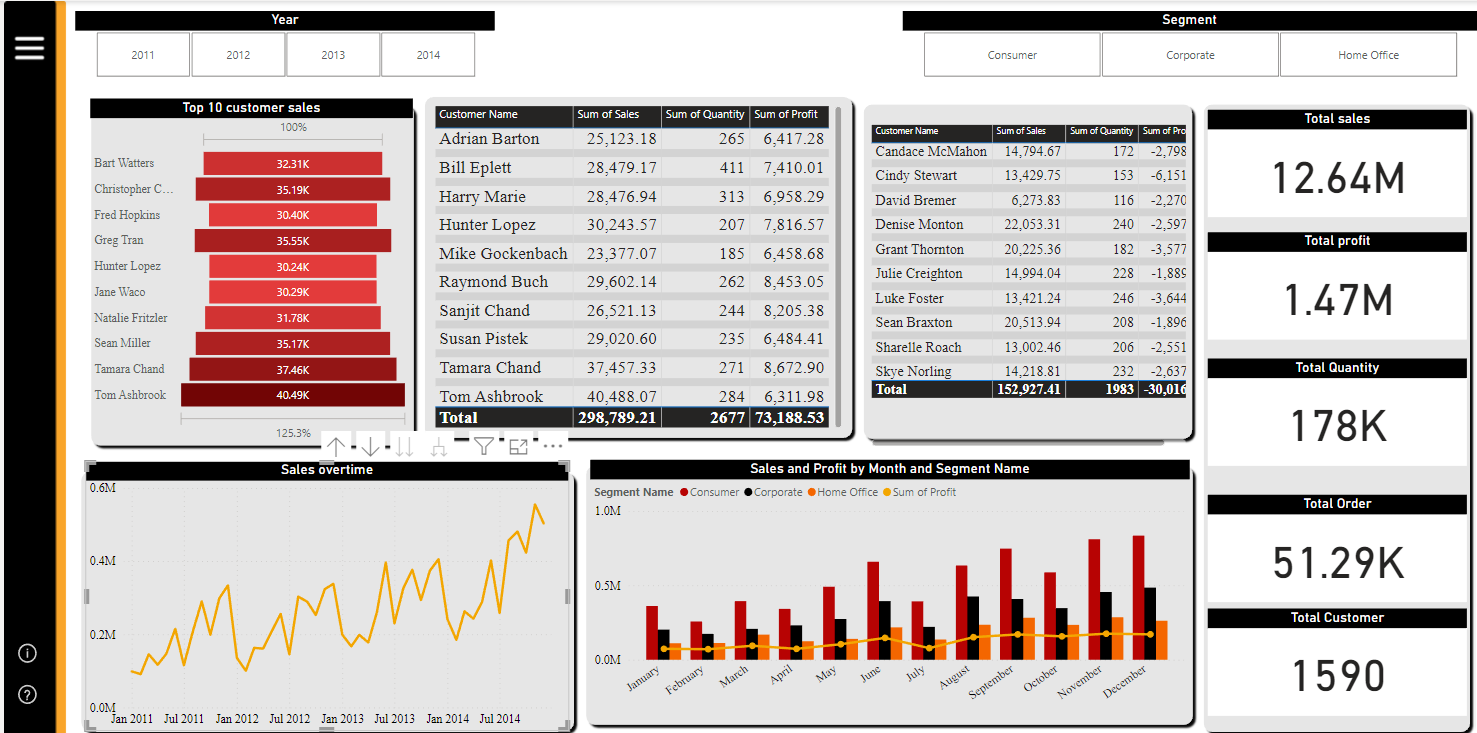 Year
2011 2012 2013 2014
Segment
Consumer Corporate Home Office
Top 10 customer sales
100%
Bart Watters 32.31K
Christopher C... 35.19K
Fred Hopkins 30.40K
Greg Tran 35.55K
Hunter Lopez 30.24K
Jane Waco 30.29K
Natalie Fritzler 31.78K
Sean Miller 35.17K
Tamara Chand 37.46K
Tom Ashbrook 40.49K
125.3%
Customer Name Sum of Sales Sum of Quantity Sum of Profit
Adrian Barton 25,123.18 265 6,417.28
Bill Eplett 28,479.17 411 7,410.01
Harry Marie 28,476.94 313 6,958.29
Hunter Lopez 30,243.57 207 7,816.57
Mike Gockenbach 23,377.07 185 6,458.68
Raymond Buch 29,602.14 262 8,453.05
Sanjit Chand 26,521.13 244 8,205.38
Susan Pistek 29,020.60 235 6,484.41
Tamara Chand 37,457.33 271 8,672.90
Tom Ashbrook 40,488.07 284 6,311.98
Total 298,789.21 2677 73,188.53
Customer Name Sum of Sales Sum of Quantity Sum of Pro
Candace McMahon 14,794.67 172 -2,798
Cindy Stewart 13,429.75 153 -6,151
David Bremer 6,273.83 116 -2,270
Denise Monton 22,053.31 240 -2,597
Grant Thornton 20,225.36 182 -3,577
Julie Creighton 14,994.04 228 -1,889
Luke Foster 13,421.24 246 -3,644
Sean Braxton 20,513.94 208 -1,896
Sharelle Roach 13,002.46 206 -2,551
Skye Norling 14,218.81 232 -2,637
Total 152,927.41 1983 -30,016
Total sales
12.64M
Total profit
1.47M
Total Quantity
178K
Total Order
51.29K
Total Customer
1590
Sales overtime
0.6M
0.4M
0.2M
0.0M
Jan 2011 Jul 2011 Jan 2012 Jul 2012 Jan 2013 Jul 2013 Jan 2014 Jul 2014
Sales and Profit by Month and Segment Name
Segment Name Consumer Corporate Home Office Sum of Profit
1.0M
0.5M
0.0M
January February March April May June July August September October November December